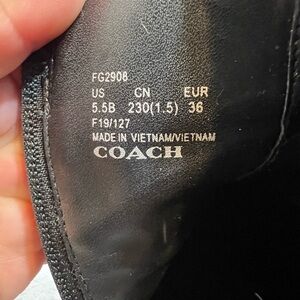 FG2908
US CN EUR
5.5B 230(1.5) 36
F19/127
MADE IN VIETNAM/VIETNAM
COACH